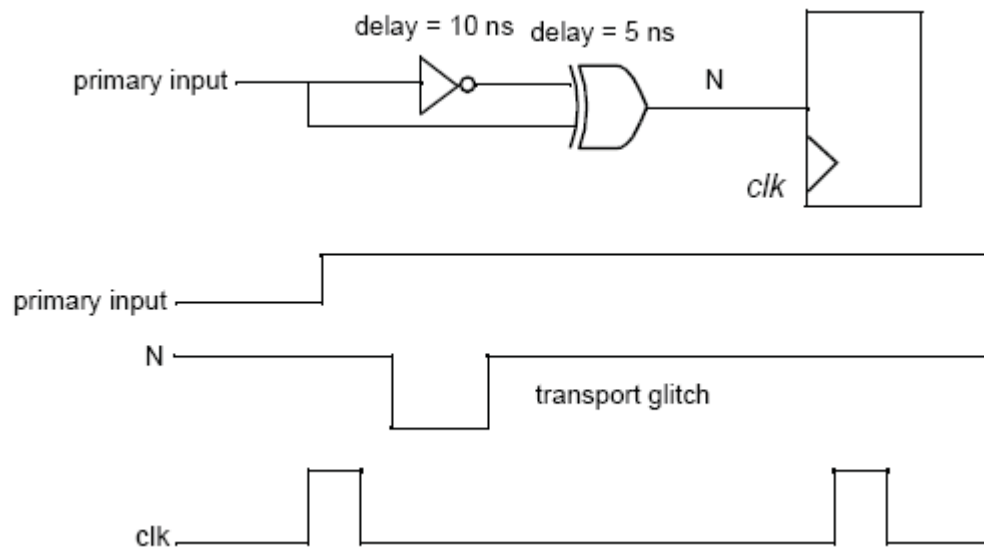 delay = 10 ns delay = 5 ns
primary input
N
clk
primary input
N
transport glitch
clk